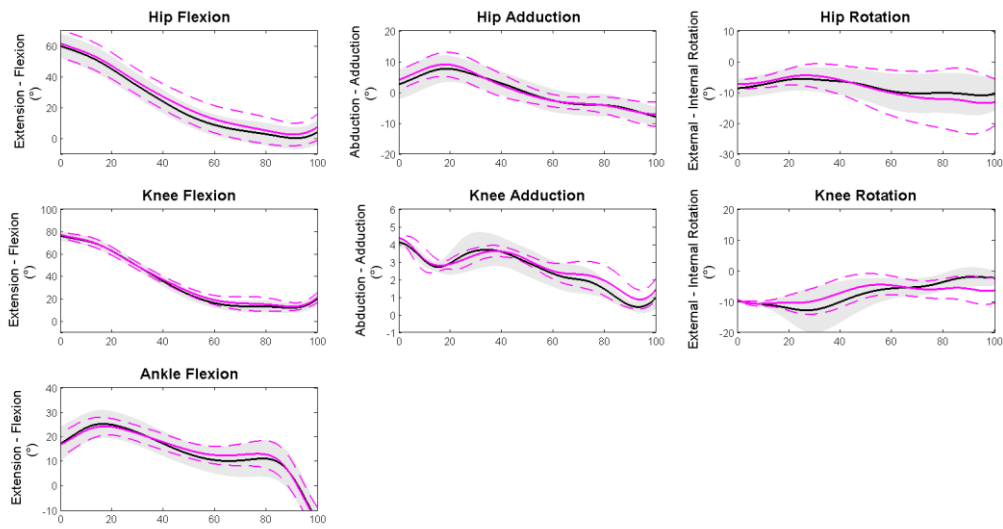 Hip Flexion
Extension - Flexion
(°)
60
40
20
0
0 20 40 60 80 100
Hip Adduction
Abduction - Adduction
(°)
20
10
0
-10
-20
0 20 40 60 80 100
Hip Rotation
External - Internal Rotation
(°)
10
0
-10
-20
-30
0 20 40 60 80 100
Knee Flexion
Extension - Flexion
(°)
100
80
60
40
20
0
0 20 40 60 80 100
Knee Adduction
Abduction - Adduction
(°)
6
5
4
3
2
1
0
-1
0 20 40 60 80 100
Knee Rotation
External - Internal Rotation
(°)
20
10
0
-10
-20
0 20 40 60 80 100
Ankle Flexion
Extension - Flexion
(°)
40
30
20
10
0
-10
0 20 40 60 80 100